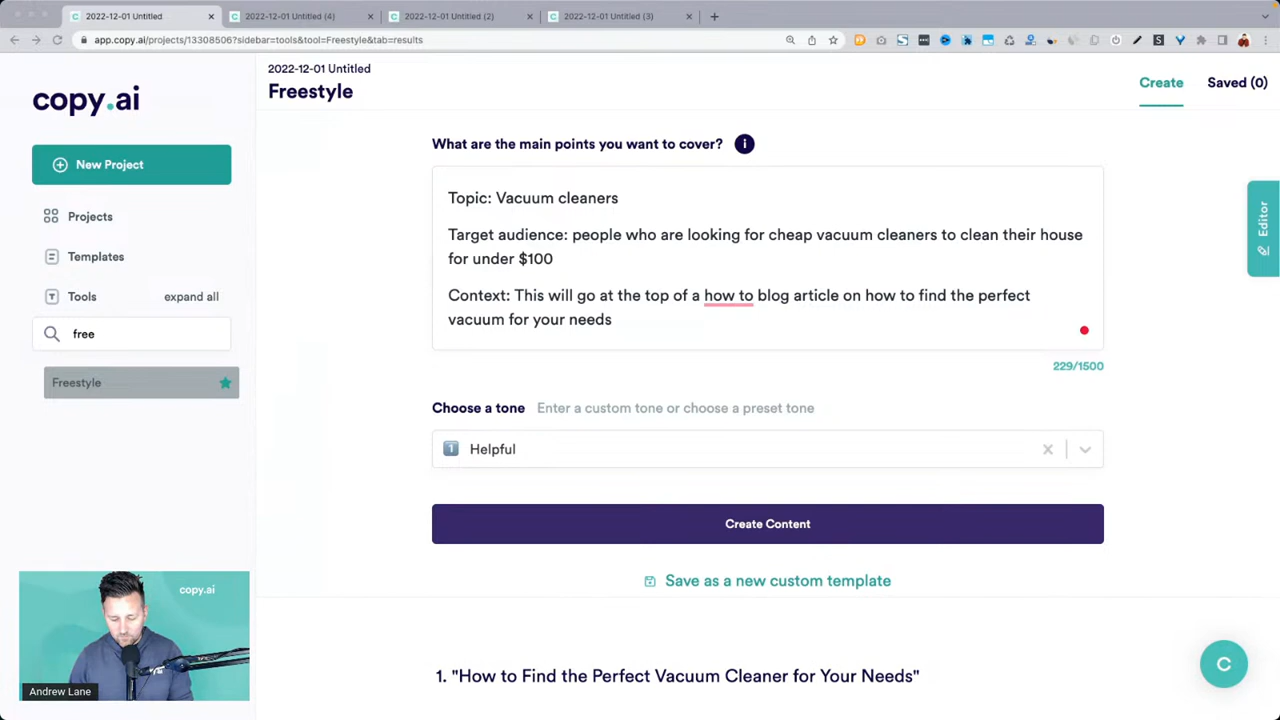 2022-12-01 Untitled
2022-12-01 Untitled (4)
2022-12-01 Untitled (2)
2022-12-01 Untitled (3)
app.copy.ai/projects/13308506?sidebar=tools&tool=Freestyle&tab=results
copy.ai
New Project
Projects
Templates
Tools
expand all
free
Freestyle
2022-12-01 Untitled
Freestyle
Create
Saved (0)
What are the main points you want to cover?
Topic: Vacuum cleaners
Target audience: people who are looking for cheap vacuum cleaners to clean their house
for under $100
Context: This will go at the top of a how to blog article on how to find the perfect
vacuum for your needs
229/1500
Choose a tone
Enter a custom tone or choose a preset tone
1 Helpful
Create Content
Save as a new custom template
1. "How to Find the Perfect Vacuum Cleaner for Your Needs"
Editor
copy.ai
Andrew Lane
C